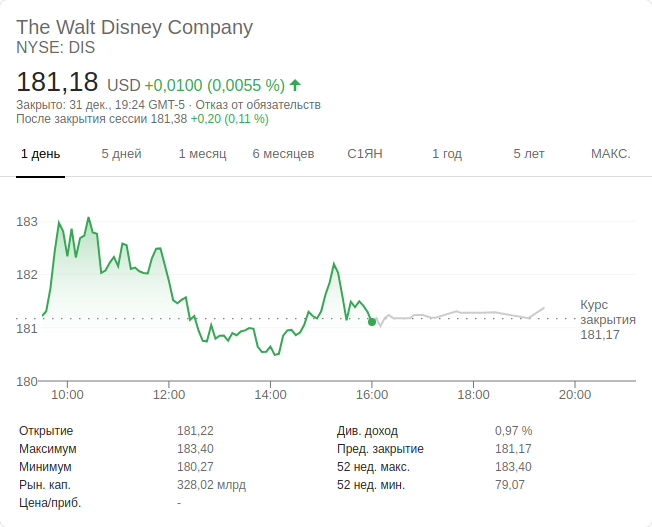 The Walt Disney Company
NYSE: DIS
181,18 USD +0,0100 (0,0055 %)
Закрыто: 31 дек., 19:24 GMT-5 · Отказ от обязательств
После закрытия сессии 181,38 +0,20 (0,11 %)
1 день 5 дней 1 месяц 6 месяцев С1ЯН 1 год 5 лет МАКС.
183
182
181
180
Курс
закрытия
181,17
10:00 12:00 14:00 16:00 18:00 20:00
Открытие 181,22 Див. доход 0,97 %
Максимум 183,40 Пред. закрытие 181,17
Минимум 180,27 52 нед. макс. 183,40
Рын. кап. 328,02 млрд 52 нед. мин. 79,07
Цена/приб. -